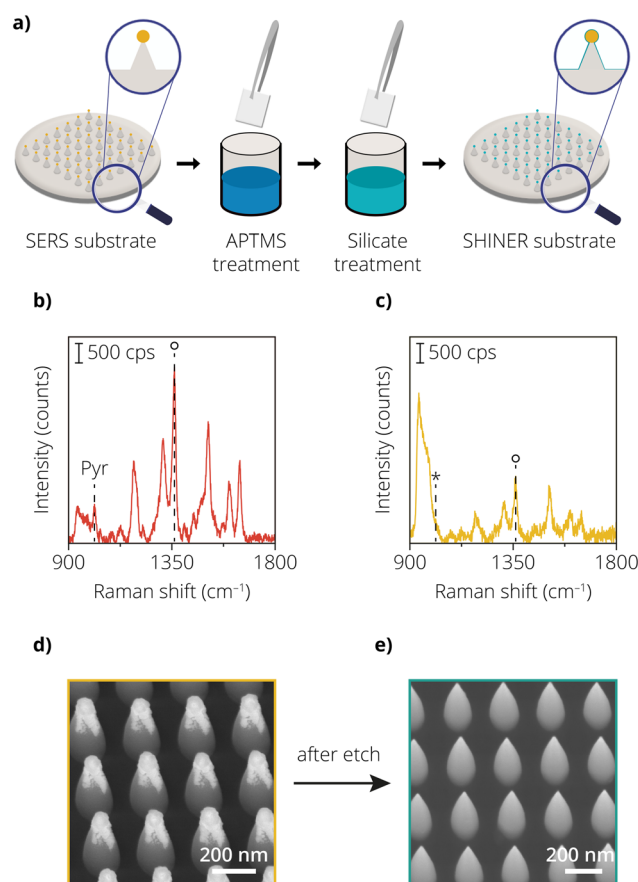 a)
SERS substrate
APTMS
treatment
Silicate
treatment
SHINER substrate
b)
500 cps
Pyr
Intensity (counts)
900
1350
1800
Raman shift (cm⁻¹)
c)
500 cps
*
Intensity (counts)
900
1350
1800
Raman shift (cm⁻¹)
d)
200 nm
after etch
e)
200 nm